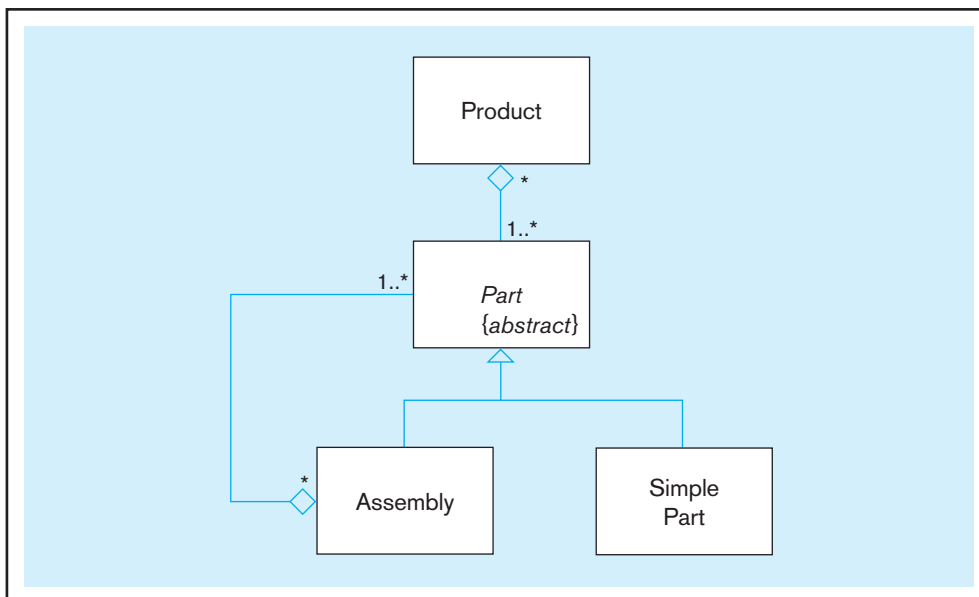 Product
*
1..*
1..*
Part
{abstract}
*
Assembly
Simple
Part